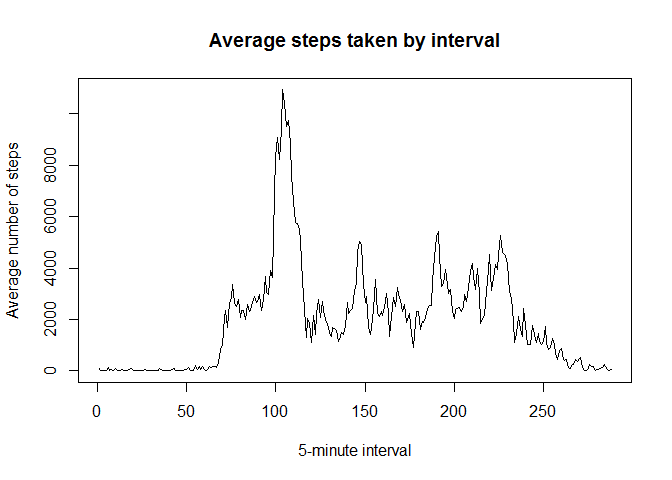 Average steps taken by interval
Average number of steps
8000
6000
4000
2000
0
0 50 100 150 200 250
5-minute interval